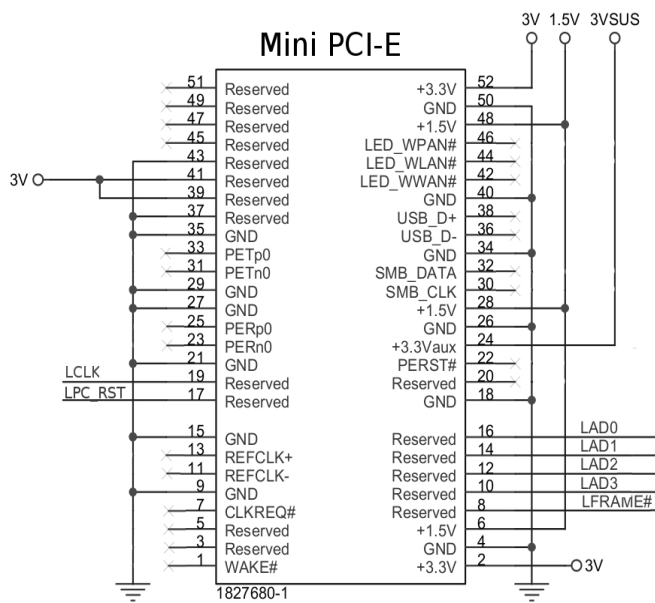 3V 1.5V 3VSUS
Mini PCI-E
51 Reserved +3.3V 52
49 Reserved GND 50
47 Reserved +1.5V 48
45 Reserved LED_WPAN# 46
43 Reserved LED_WLAN# 44
3V 41 Reserved LED_WWAN# 42
39 Reserved GND 40
37 Reserved USB_D+ 38
35 GND USB_D- 36
33 PETp0 GND 34
31 PETn0 SMB_DATA 32
29 GND SMB_CLK 30
27 GND +1.5V 28
25 PERp0 GND 26
23 PERn0 +3.3Vaux 24
21 GND PERST# 22
LCLK 19 Reserved Reserved 20
LPC_RST 17 Reserved GND 18
15 GND Reserved 16 LAD0
13 REFCLK+ Reserved 14 LAD1
11 REFCLK- Reserved 12 LAD2
9 GND Reserved 10 LAD3
7 CLKREQ# Reserved 8 LFRAME#
5 Reserved +1.5V 6
3 Reserved GND 4
1 WAKE# +3.3V 2 3V
1827680-1